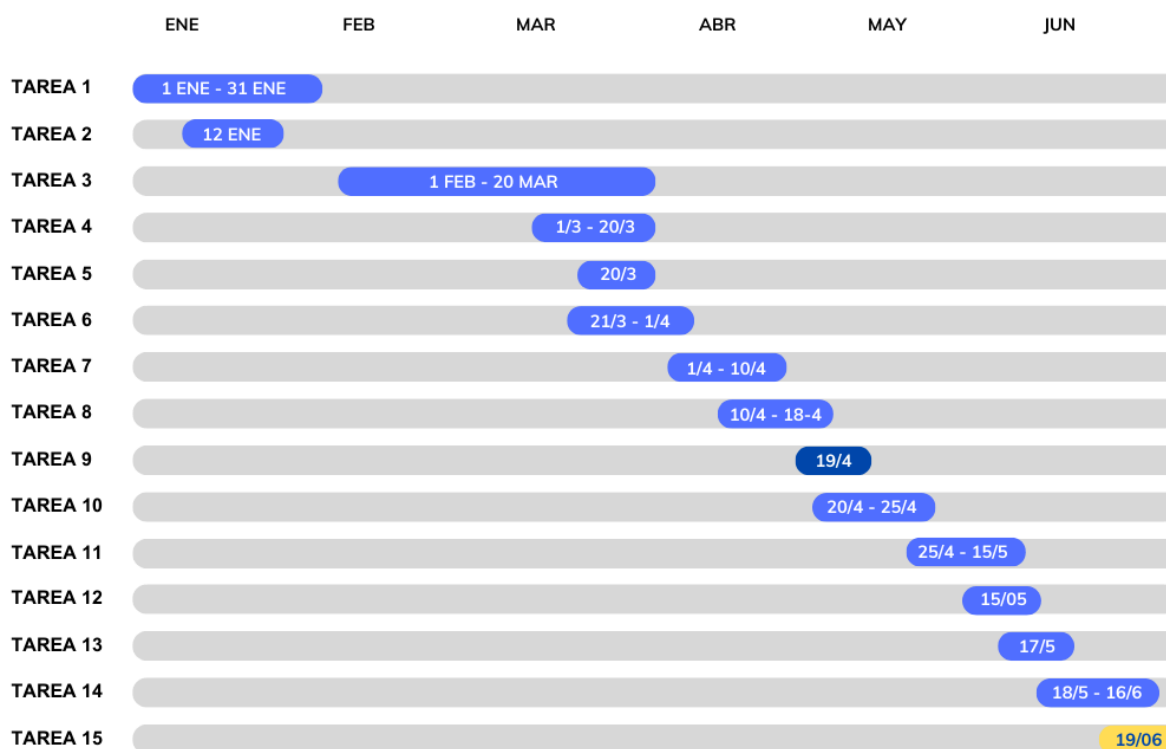 ENE FEB MAR ABR MAY JUN
TAREA 1 1 ENE - 31 ENE
TAREA 2 12 ENE
TAREA 3 1 FEB - 20 MAR
TAREA 4 1/3 - 20/3
TAREA 5 20/3
TAREA 6 21/3 - 1/4
TAREA 7 1/4 - 10/4
TAREA 8 10/4 - 18-4
TAREA 9 19/4
TAREA 10 20/4 - 25/4
TAREA 11 25/4 - 15/5
TAREA 12 15/05
TAREA 13 17/5
TAREA 14 18/5 - 16/6
TAREA 15 19/06